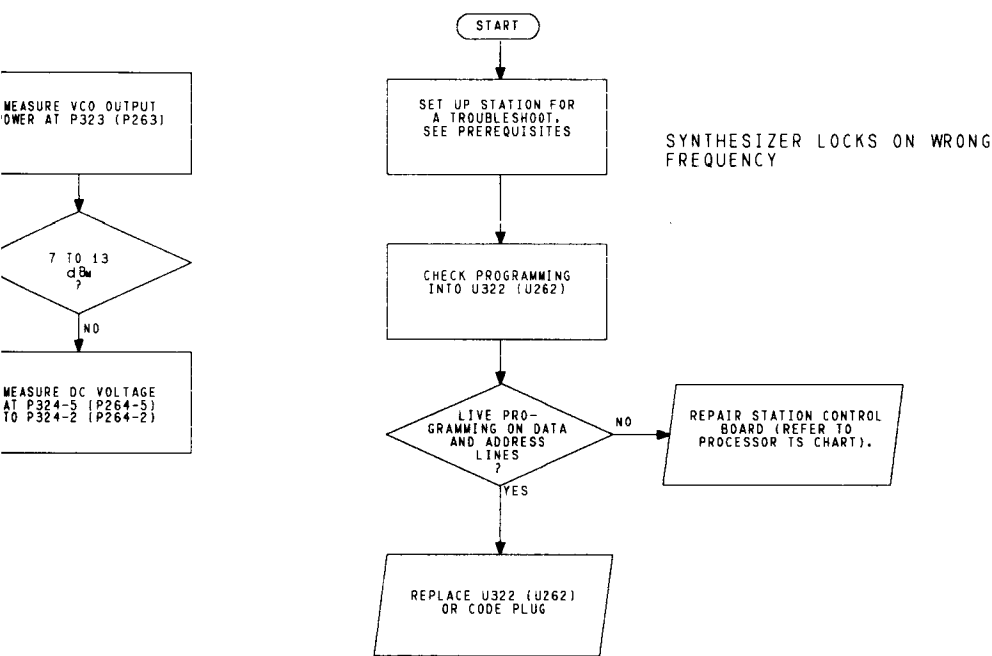 MEASURE VCO OUTPUT
POWER AT P323 (P263)
7 TO 13
dBm
?
NO
MEASURE DC VOLTAGE
AT P324-5 (P264-5)
TO P324-2 (P264-2)
START
SET UP STATION FOR
A TROUBLESHOOT.
SEE PREREQUISITES
CHECK PROGRAMMING
INTO U322 (U262)
LIVE PRO-
GRAMMING ON DATA
AND ADDRESS
LINES
?
NO
YES
REPAIR STATION CONTROL
BOARD (REFER TO
PROCESSOR TS CHART).
REPLACE U322 (U262)
OR CODE PLUG
SYNTHESIZER LOCKS ON WRONG
FREQUENCY